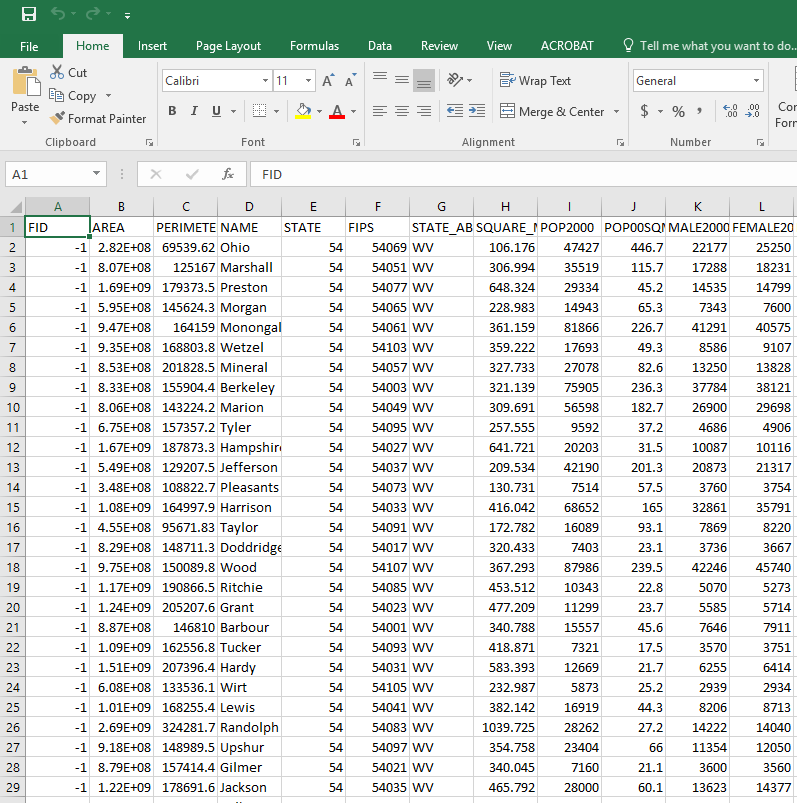 File Home Insert Page Layout Formulas Data Review View ACROBAT Tell me what you want to do..
Paste Cut Calibri 11 A A Wrap Text General
Copy B I U A Merge & Center $ % , .00 .0
Format Painter
Clipboard Font Alignment Number
A1 fx FID
A B C D E F G H I J K L
1 FID AREA PERIMETE NAME STATE FIPS STATE_AB SQUARE_M POP2000 POP00SQM MALE2000 FEMALE20
2 -1 2.82E+08 69539.62 Ohio 54 54069 WV 106.176 47427 446.7 22177 25250
3 -1 8.07E+08 125167 Marshall 54 54051 WV 306.994 35519 115.7 17288 18231
4 -1 1.69E+09 179373.5 Preston 54 54077 WV 648.324 29334 45.2 14535 14799
5 -1 5.95E+08 145624.3 Morgan 54 54065 WV 228.983 14943 65.3 7343 7600
6 -1 9.47E+08 164159 Monongal 54 54061 WV 361.159 81866 226.7 41291 40575
7 -1 9.35E+08 168803.8 Wetzel 54 54103 WV 359.222 17693 49.3 8586 9107
8 -1 8.53E+08 201828.5 Mineral 54 54057 WV 327.733 27078 82.6 13250 13828
9 -1 8.33E+08 155904.4 Berkeley 54 54003 WV 321.139 75905 236.3 37784 38121
10 -1 8.06E+08 143224.2 Marion 54 54049 WV 309.691 56598 182.7 26900 29698
11 -1 6.75E+08 157357.2 Tyler 54 54095 WV 257.555 9592 37.2 4686 4906
12 -1 1.67E+09 187873.3 Hampshire 54 54027 WV 641.721 20203 31.5 10087 10116
13 -1 5.49E+08 129207.5 Jefferson 54 54037 WV 209.534 42190 201.3 20873 21317
14 -1 3.48E+08 108822.7 Pleasants 54 54073 WV 130.731 7514 57.5 3760 3754
15 -1 1.08E+09 164997.9 Harrison 54 54033 WV 416.042 68652 165 32861 35791
16 -1 4.55E+08 95671.83 Taylor 54 54091 WV 172.782 16089 93.1 7869 8220
17 -1 8.29E+08 148711.3 Doddridge 54 54017 WV 320.433 7403 23.1 3736 3667
18 -1 9.75E+08 150089.8 Wood 54 54107 WV 367.293 87986 239.5 42246 45740
19 -1 1.17E+09 190866.5 Ritchie 54 54085 WV 453.512 10343 22.8 5070 5273
20 -1 1.24E+09 205207.6 Grant 54 54023 WV 477.209 11299 23.7 5585 5714
21 -1 8.87E+08 146810 Barbour 54 54001 WV 340.788 15557 45.6 7646 7911
22 -1 1.09E+09 162556.8 Tucker 54 54093 WV 418.871 7321 17.5 3570 3751
23 -1 1.51E+09 207396.4 Hardy 54 54031 WV 583.393 12669 21.7 6255 6414
24 -1 6.08E+08 133536.1 Wirt 54 54105 WV 232.987 5873 25.2 2939 2934
25 -1 1.01E+09 168255.4 Lewis 54 54041 WV 382.142 16919 44.3 8206 8713
26 -1 2.69E+09 324281.7 Randolph 54 54083 WV 1039.725 28262 27.2 14222 14040
27 -1 9.18E+08 148989.5 Upshur 54 54097 WV 354.758 23404 66 11354 12050
28 -1 8.79E+08 157414.4 Gilmer 54 54021 WV 340.045 7160 21.1 3600 3560
29 -1 1.22E+09 178691.6 Jackson 54 54035 WV 465.792 28000 60.1 13623 14377